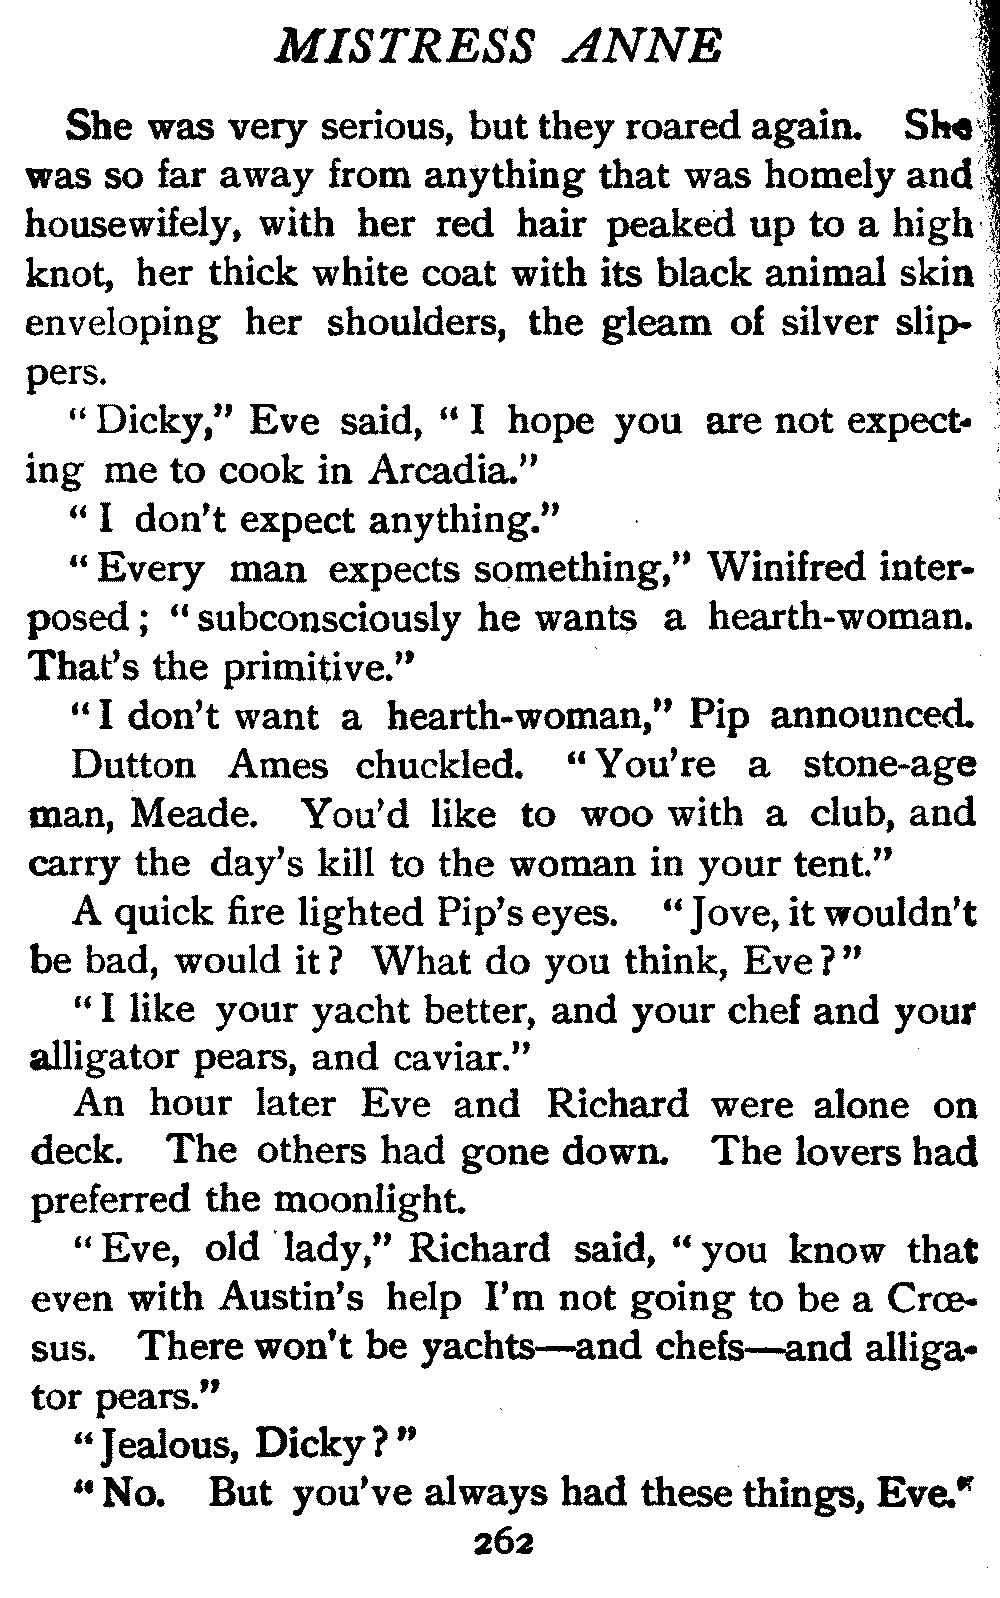 MISTRESS ANNE
She was very serious, but they roared again. She
was so far away from anything that was homely and
housewifely, with her red hair peaked up to a high
knot, her thick white coat with its black animal skin
enveloping her shoulders, the gleam of silver slip-
pers.
"Dicky," Eve said, "I hope you are not expect-
ing me to cook in Arcadia."
"I don't expect anything."
"Every man expects something," Winifred inter-
posed; "subconsciously he wants a hearth-woman.
That's the primitive."
"I don't want a hearth-woman," Pip announced.
Dutton Ames chuckled. "You're a stone-age
man, Meade. You'd like to woo with a club, and
carry the day's kill to the woman in your tent."
A quick fire lighted Pip's eyes. "Jove, it wouldn't
be bad, would it? What do you think, Eve?"
"I like your yacht better, and your chef and your
alligator pears, and caviar."
An hour later Eve and Richard were alone on
deck. The others had gone down. The lovers had
preferred the moonlight.
"Eve, old lady," Richard said, "you know that
even with Austin's help I'm not going to be a Crœ-
sus. There won't be yachts—and chefs—and alliga-
tor pears."
"Jealous, Dicky?"
"No. But you've always had these things, Eve."
262